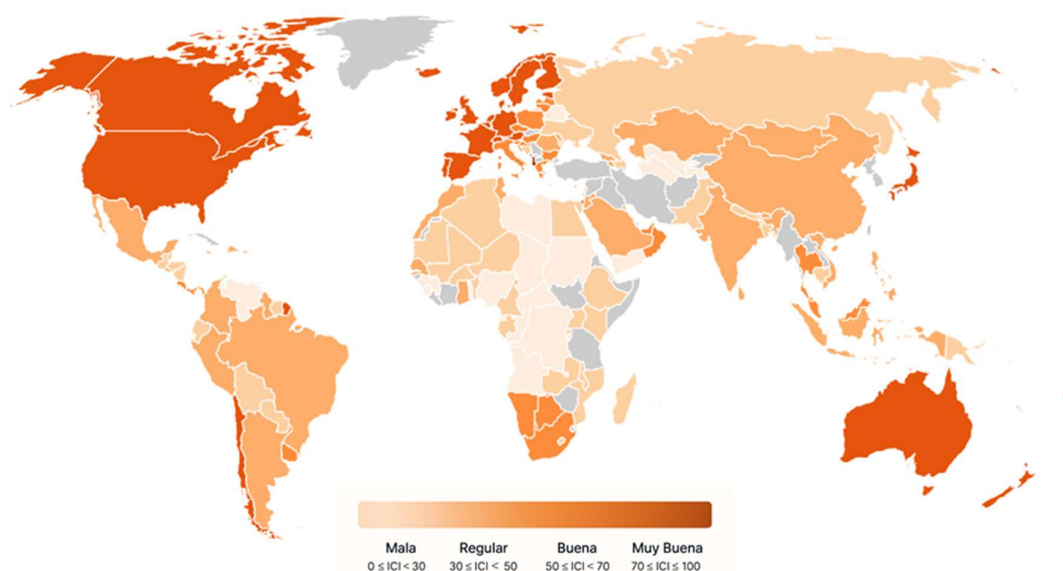 Mala Regular Buena Muy Buena
0 ≤ ICI < 30 30 ≤ ICI < 50 50 ≤ ICI < 70 70 ≤ ICI ≤ 100